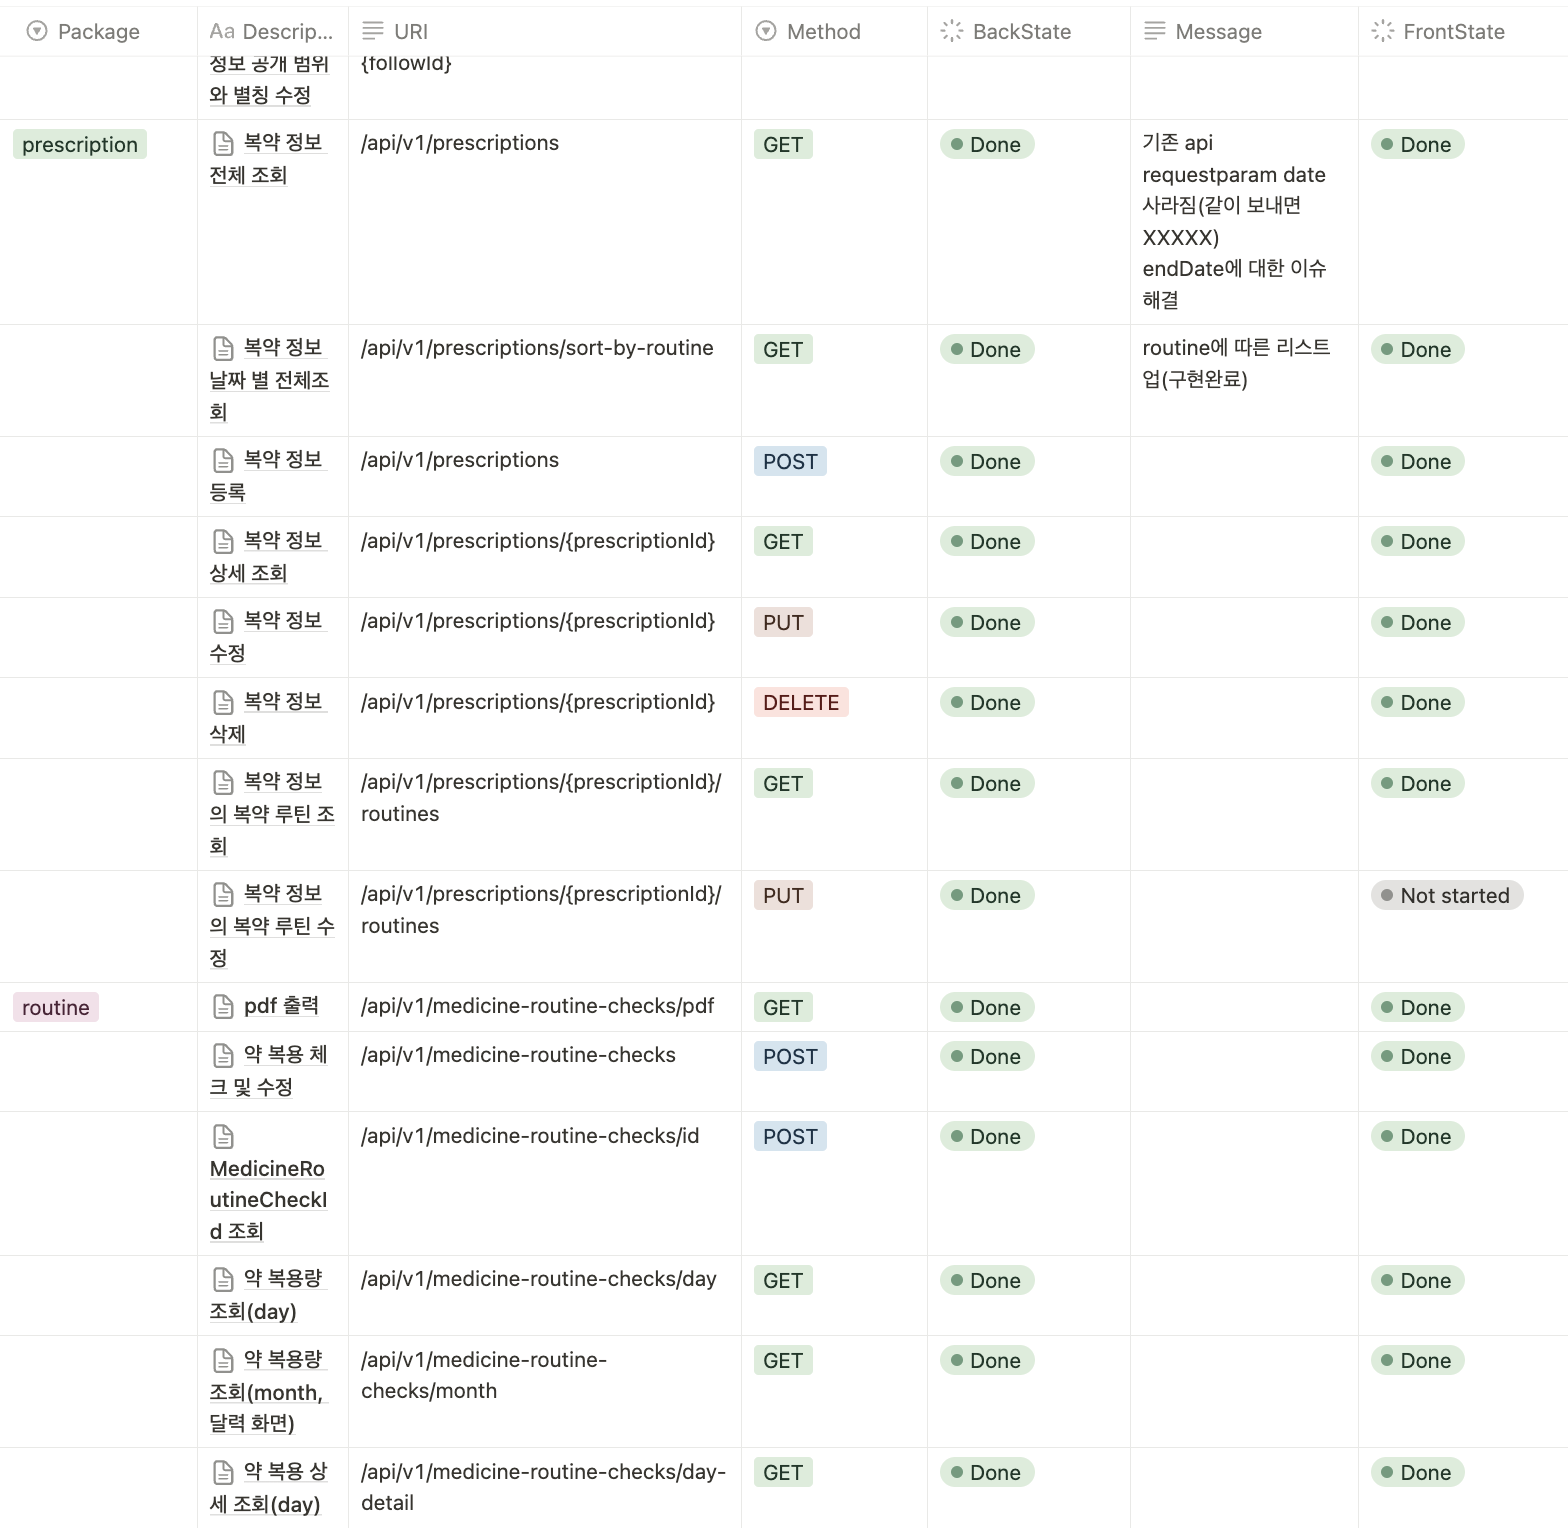 Package Aa Descrip... URI Method BackState Message FrontState
정보 공개 범위 {followId}
와 별칭 수정
prescription 복약 정보 /api/v1/prescriptions GET Done 기존 api Done
전체 조회 requestparam date
사라짐(같이 보내면
XXXXX)
endDate에 대한 이슈
해결
복약 정보 /api/v1/prescriptions/sort-by-routine GET Done routine에 따른 리스트 Done
날짜 별 전체조 업(구현완료)
회
복약 정보 /api/v1/prescriptions POST Done Done
등록
복약 정보 /api/v1/prescriptions/{prescriptionId} GET Done Done
상세 조회
복약 정보 /api/v1/prescriptions/{prescriptionId} PUT Done Done
수정
복약 정보 /api/v1/prescriptions/{prescriptionId} DELETE Done Done
삭제
복약 정보 /api/v1/prescriptions/{prescriptionId}/ GET Done Done
의 복약 루틴 조 routines
회
복약 정보 /api/v1/prescriptions/{prescriptionId}/ PUT Done Not started
의 복약 루틴 수 routines
정
routine pdf 출력 /api/v1/medicine-routine-checks/pdf GET Done Done
약 복용 체 /api/v1/medicine-routine-checks POST Done Done
크 및 수정
/api/v1/medicine-routine-checks/id POST Done Done
MedicineRo
utineCheckI
d 조회
약 복용량 /api/v1/medicine-routine-checks/day GET Done Done
조회(day)
약 복용량 /api/v1/medicine-routine- GET Done Done
조회(month, checks/month
달력 화면)
약 복용 상 /api/v1/medicine-routine-checks/day- GET Done Done
세 조회(day) detail